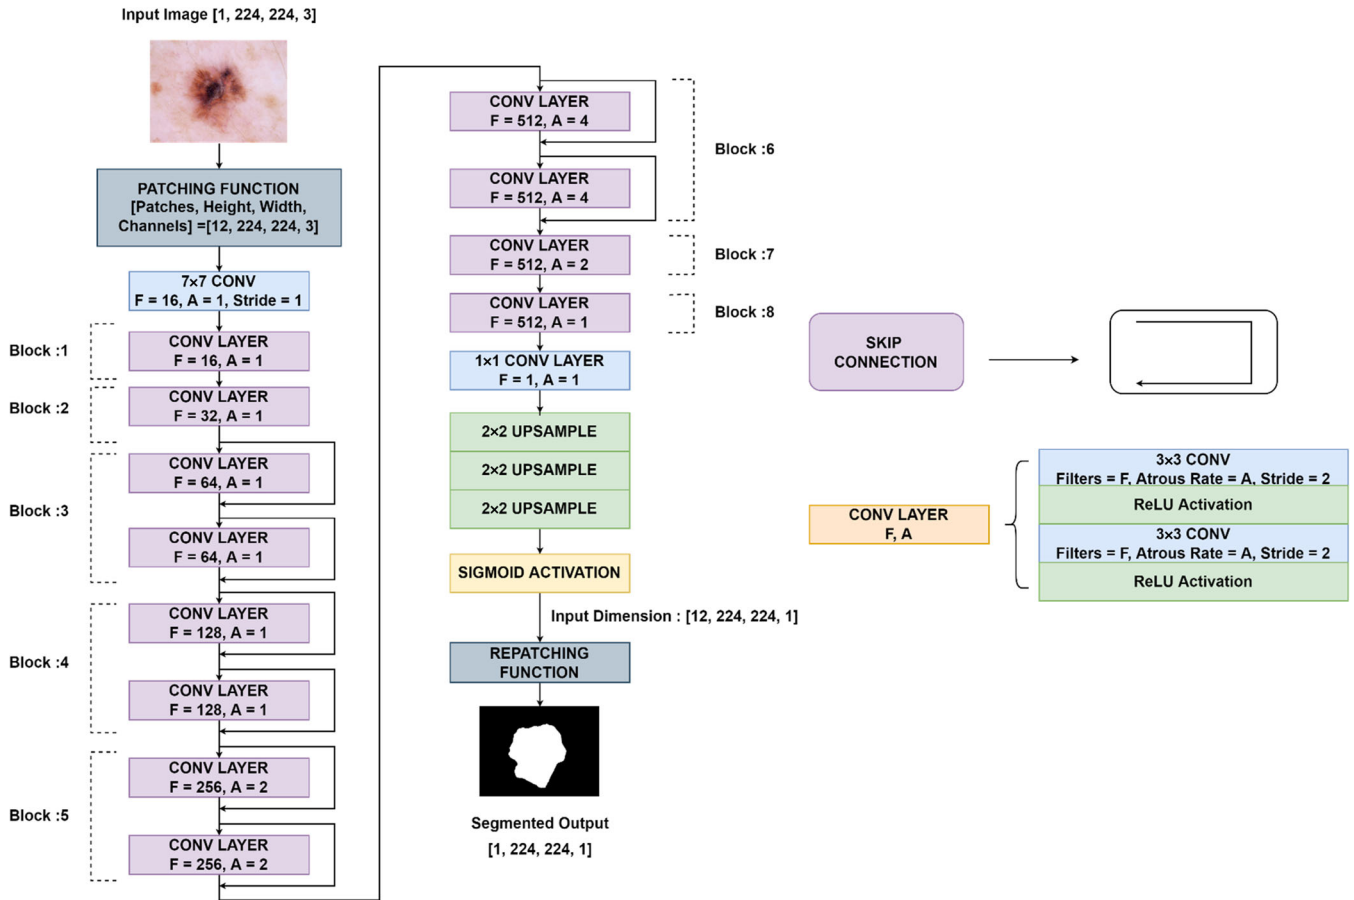 Input Image [1, 224, 224, 3]
PATCHING FUNCTION
[Patches, Height, Width,
Channels] =[12, 224, 224, 3]
7×7 CONV
F = 16, A = 1, Stride = 1
Block :1
CONV LAYER
F = 16, A = 1
Block :2
CONV LAYER
F = 32, A = 1
Block :3
CONV LAYER
F = 64, A = 1
CONV LAYER
F = 64, A = 1
Block :4
CONV LAYER
F = 128, A = 1
CONV LAYER
F = 128, A = 1
Block :5
CONV LAYER
F = 256, A = 2
CONV LAYER
F = 256, A = 2
CONV LAYER
F = 512, A = 4
CONV LAYER
F = 512, A = 4
Block :6
CONV LAYER
F = 512, A = 2
Block :7
CONV LAYER
F = 512, A = 1
Block :8
1×1 CONV LAYER
F = 1, A = 1
2×2 UPSAMPLE
2×2 UPSAMPLE
2×2 UPSAMPLE
SIGMOID ACTIVATION
Input Dimension : [12, 224, 224, 1]
REPATCHING
FUNCTION
Segmented Output
[1, 224, 224, 1]
SKIP
CONNECTION
CONV LAYER
F, A
3×3 CONV
Filters = F, Atrous Rate = A, Stride = 2
ReLU Activation
3×3 CONV
Filters = F, Atrous Rate = A, Stride = 2
ReLU Activation